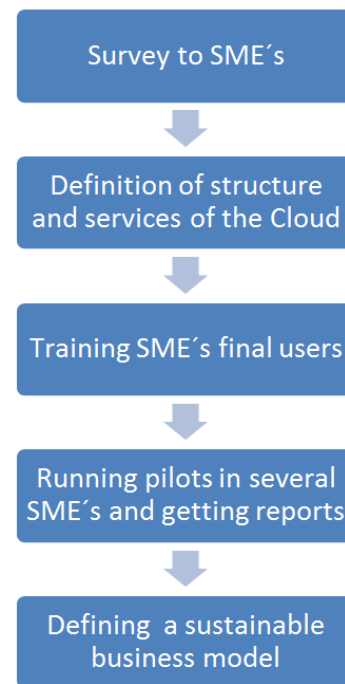 Survey to SME´s
Definition of structure
and services of the Cloud
Training SME´s final users
Running pilots in several
SME´s and getting reports
Defining  a sustainable
business model